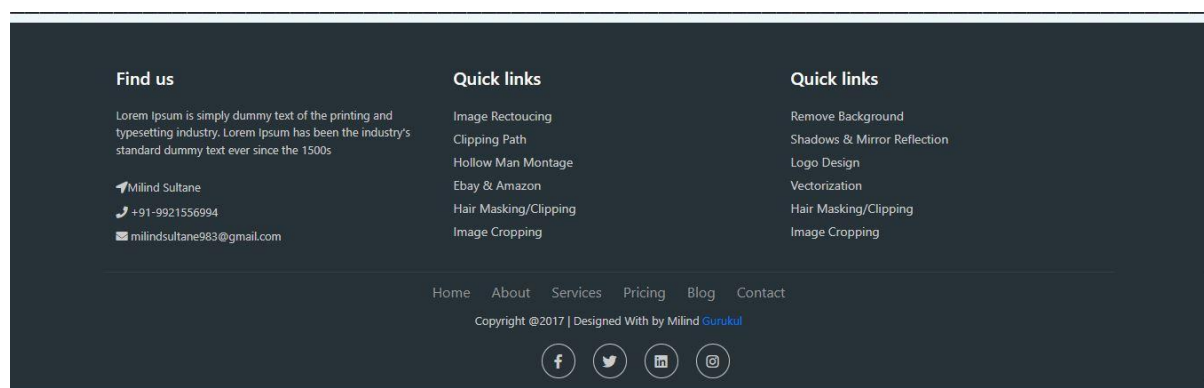 Find us
Lorem Ipsum is simply dummy text of the printing and
typesetting industry. Lorem Ipsum has been the industry's
standard dummy text ever since the 1500s
Milind Sultane
+91-9921556994
milindsultane983@gmail.com
Quick links
Image Rectoucing
Clipping Path
Hollow Man Montage
Ebay & Amazon
Hair Masking/Clipping
Image Cropping
Quick links
Remove Background
Shadows & Mirror Reflection
Logo Design
Vectorization
Hair Masking/Clipping
Image Cropping
Home About Services Pricing Blog Contact
Copyright @2017 | Designed With by Milind Gurukul